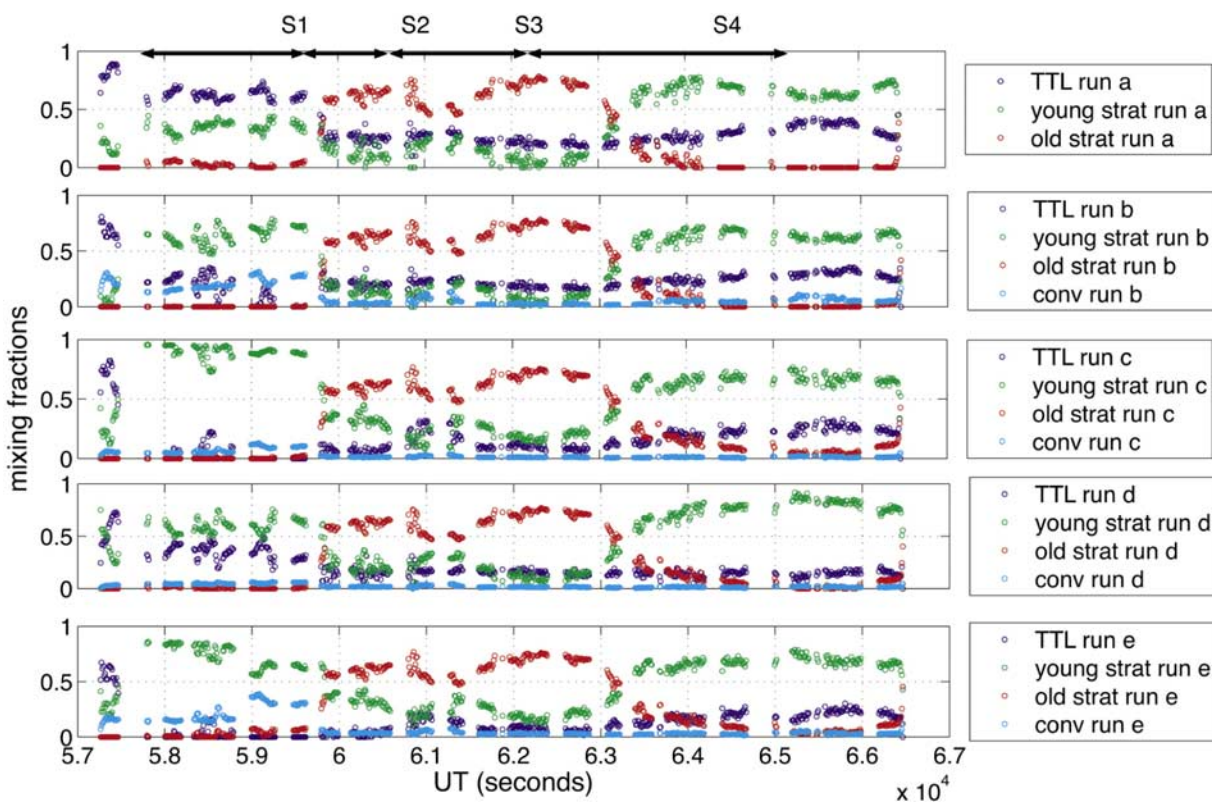 S1 S2 S3 S4
1
0.5
0
TTL run a
young strat run a
old strat run a
1
0.5
0
TTL run b
young strat run b
old strat run b
conv run b
mixing fractions
1
0.5
0
TTL run c
young strat run c
old strat run c
conv run c
1
0.5
0
TTL run d
young strat run d
old strat run d
conv run d
1
0.5
0
TTL run e
young strat run e
old strat run e
conv run e
5.7 5.8 5.9 6 6.1 6.2 6.3 6.4 6.5 6.6 6.7
UT (seconds)
x 10^4